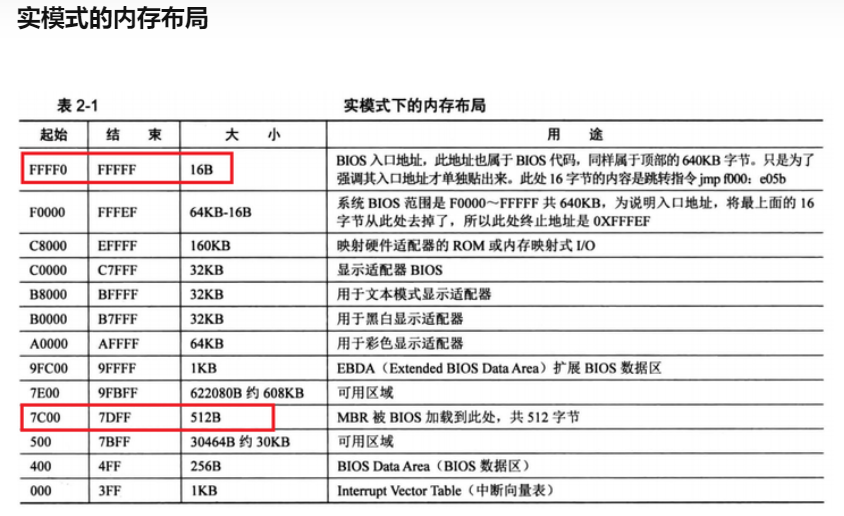 实模式的内存布局
表 2-1 实模式下的内存布局
起始 结 束 大 小 用 途
FFFF0 FFFFF 16B BIOS 入口地址，此地址也属于 BIOS 代码，同样属于顶部的 640KB 字节。只是为了
强调其入口地址才单独贴出来。此处 16 字节的内容是跳转指令 jmp f000：e05b
F0000 FFFEF 64KB-16B 系统 BIOS 范围是 F0000～FFFFF 共 640KB，为说明入口地址，将最上面的 16
字节从此处去掉了，所以此处终止地址是 0XFFFEF
C8000 EFFFF 160KB 映射硬件适配器的 ROM 或内存映射式 I/O
C0000 C7FFF 32KB 显示适配器 BIOS
B8000 BFFFF 32KB 用于文本模式显示适配器
B0000 B7FFF 32KB 用于黑白显示适配器
A0000 AFFFF 64KB 用于彩色显示适配器
9FC00 9FFFF 1KB EBDA（Extended BIOS Data Area）扩展 BIOS 数据区
7E00 9FBFF 622080B 约 608KB 可用区域
7C00 7DFF 512B MBR 被 BIOS 加载到此处，共 512 字节
500 7BFF 30464B 约 30KB 可用区域
400 4FF 256B BIOS Data Area（BIOS 数据区）
000 3FF 1KB Interrupt Vector Table（中断向量表）